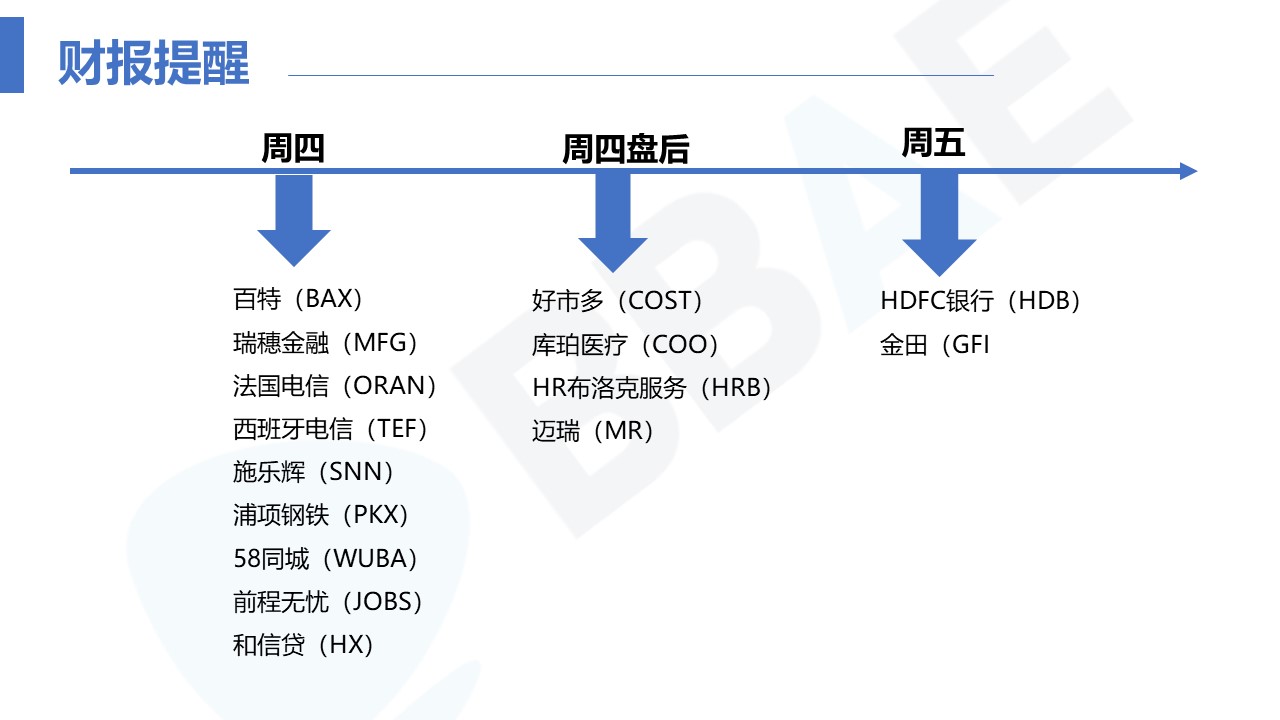 财报提醒
周四
周四盘后
周五
百特（BAX）
瑞穗金融（MFG）
法国电信（ORAN）
西班牙电信（TEF）
施乐辉（SNN）
浦项钢铁（PKX）
58同城（WUBA）
前程无忧（JOBS）
和信贷（HX）
好市多（COST）
库珀医疗（COO）
HR布洛克服务（HRB）
迈瑞（MR）
HDFC银行（HDB）
金田（GFI
BBAE